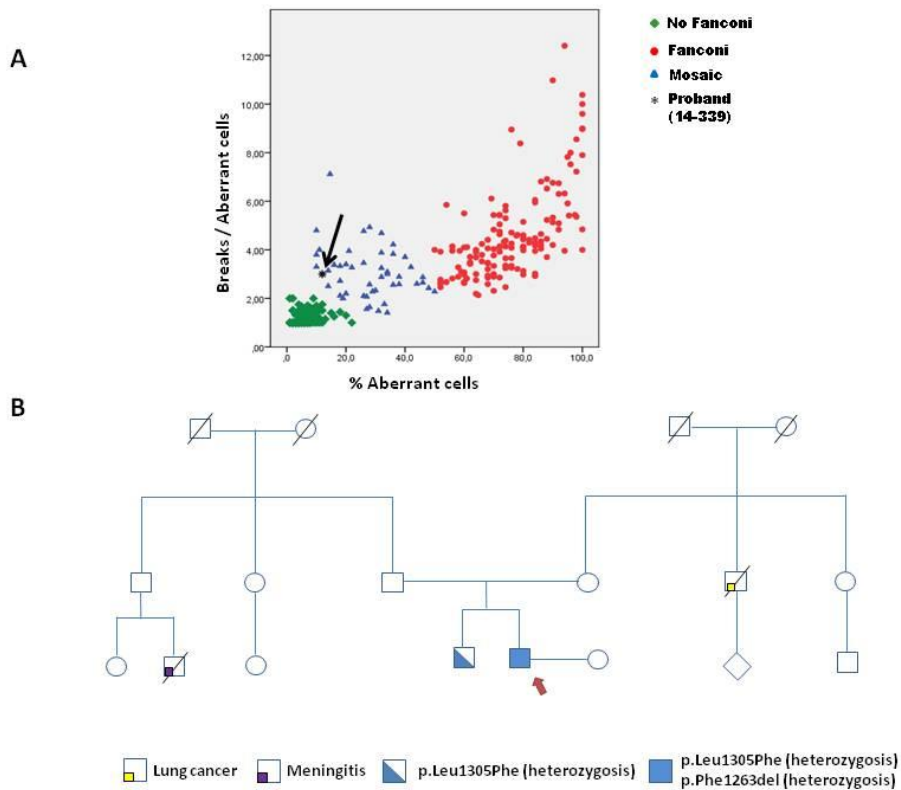 A
No Fanconi
Fanconi
Mosaic
Proband
(14-339)
Breaks / Aberrant cells
12,00
10,00
8,00
6,00
4,00
2,00
,00
,0 20,0 40,0 60,0 80,0 100,0
% Aberrant cells
B
Lung cancer
Meningitis
p.Leu1305Phe (heterozygosis)
p.Leu1305Phe (heterozygosis)
p.Phe1263del (heterozygosis)